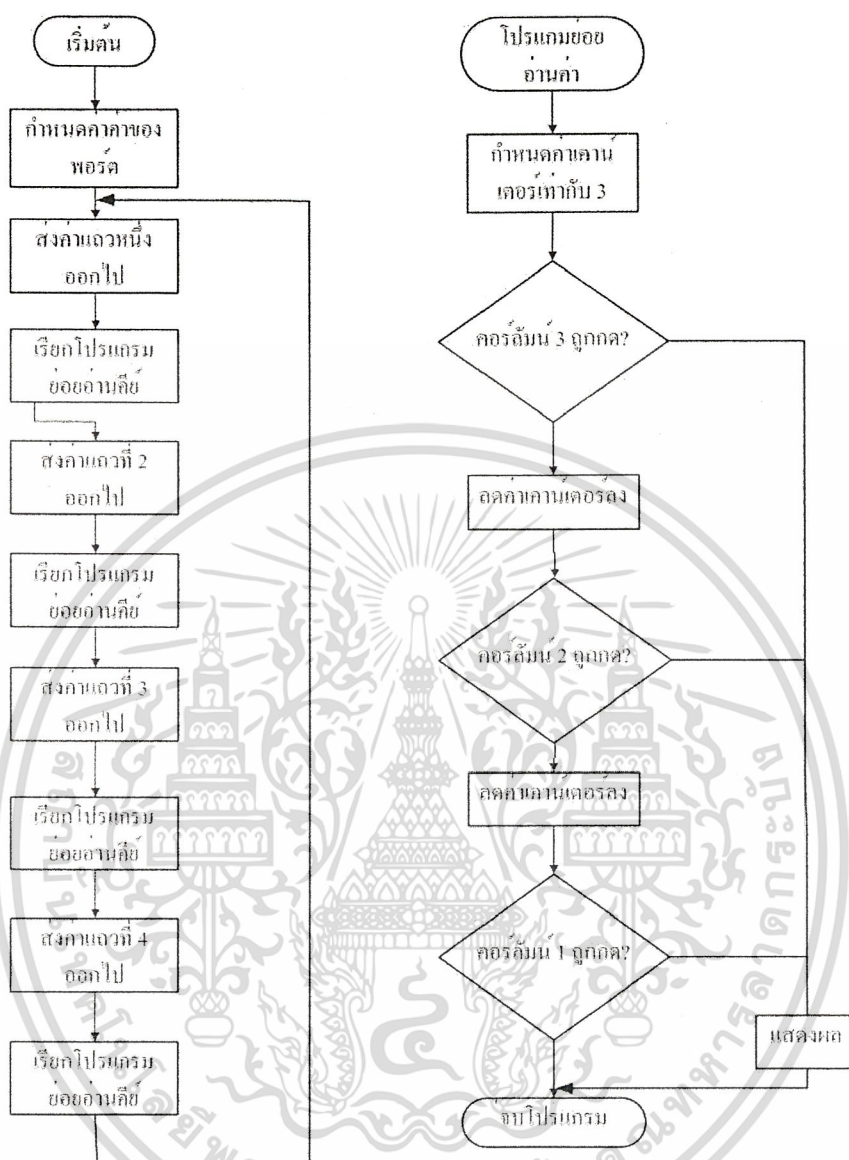 เริ่มต้น
กำหนดคาคำของ
พอร์ต
ส่งค่าแถวหนึ่ง
ออกไป
เรียกโปรแกรม
ย่อยอ่านคีย์
ส่งค่าแถวที่ 2
ออกไป
เรียกโปรแกรม
ย่อยอ่านคีย์
ส่งค่าแถวที่ 3
ออกไป
เรียกโปรแกรม
ย่อยอ่านคีย์
ส่งค่าแถวที่ 4
ออกไป
เรียกโปรแกรม
ย่อยอ่านคีย์
โปรแกมย่อย
อ่านค่า
กำหนดค่าเคาน์
เตอร์เท่ากับ 3
คอร์ลัมน์ 3 ถูกกด?
ลดค่าเคาน์เตอร์ลง
คอร์ลัมน์ 2 ถูกกด?
ลดค่าเคาน์เตอร์ลง
คอร์ลัมน์ 1 ถูกกด?
แสดงผล
จบโปรแกรม